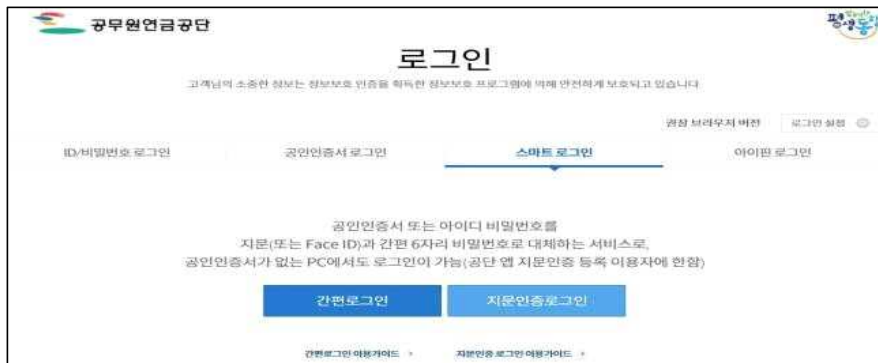 공무원연금공단
평생동행
로그인
고객님의 소중한 정보는 정보보호 인증을 획득한 정보보호 프로그램에 의해 안전하게 보호되고 있습니다
권장 브라우저 버전 로그인 설정
ID/비밀번호 로그인 공인인증서 로그인 스마트 로그인 아이핀 로그인
공인인증서 또는 아이디 비밀번호를
지문(또는 Face ID)과 간편 6자리 비밀번호로 대체하는 서비스로,
공인인증서가 없는 PC에서도 로그인이 가능(공단 앱 지문인증 등록 이용자에 한함)
간편로그인 지문인증로그인
간편로그인 이용가이드 지문인증 로그인 이용가이드